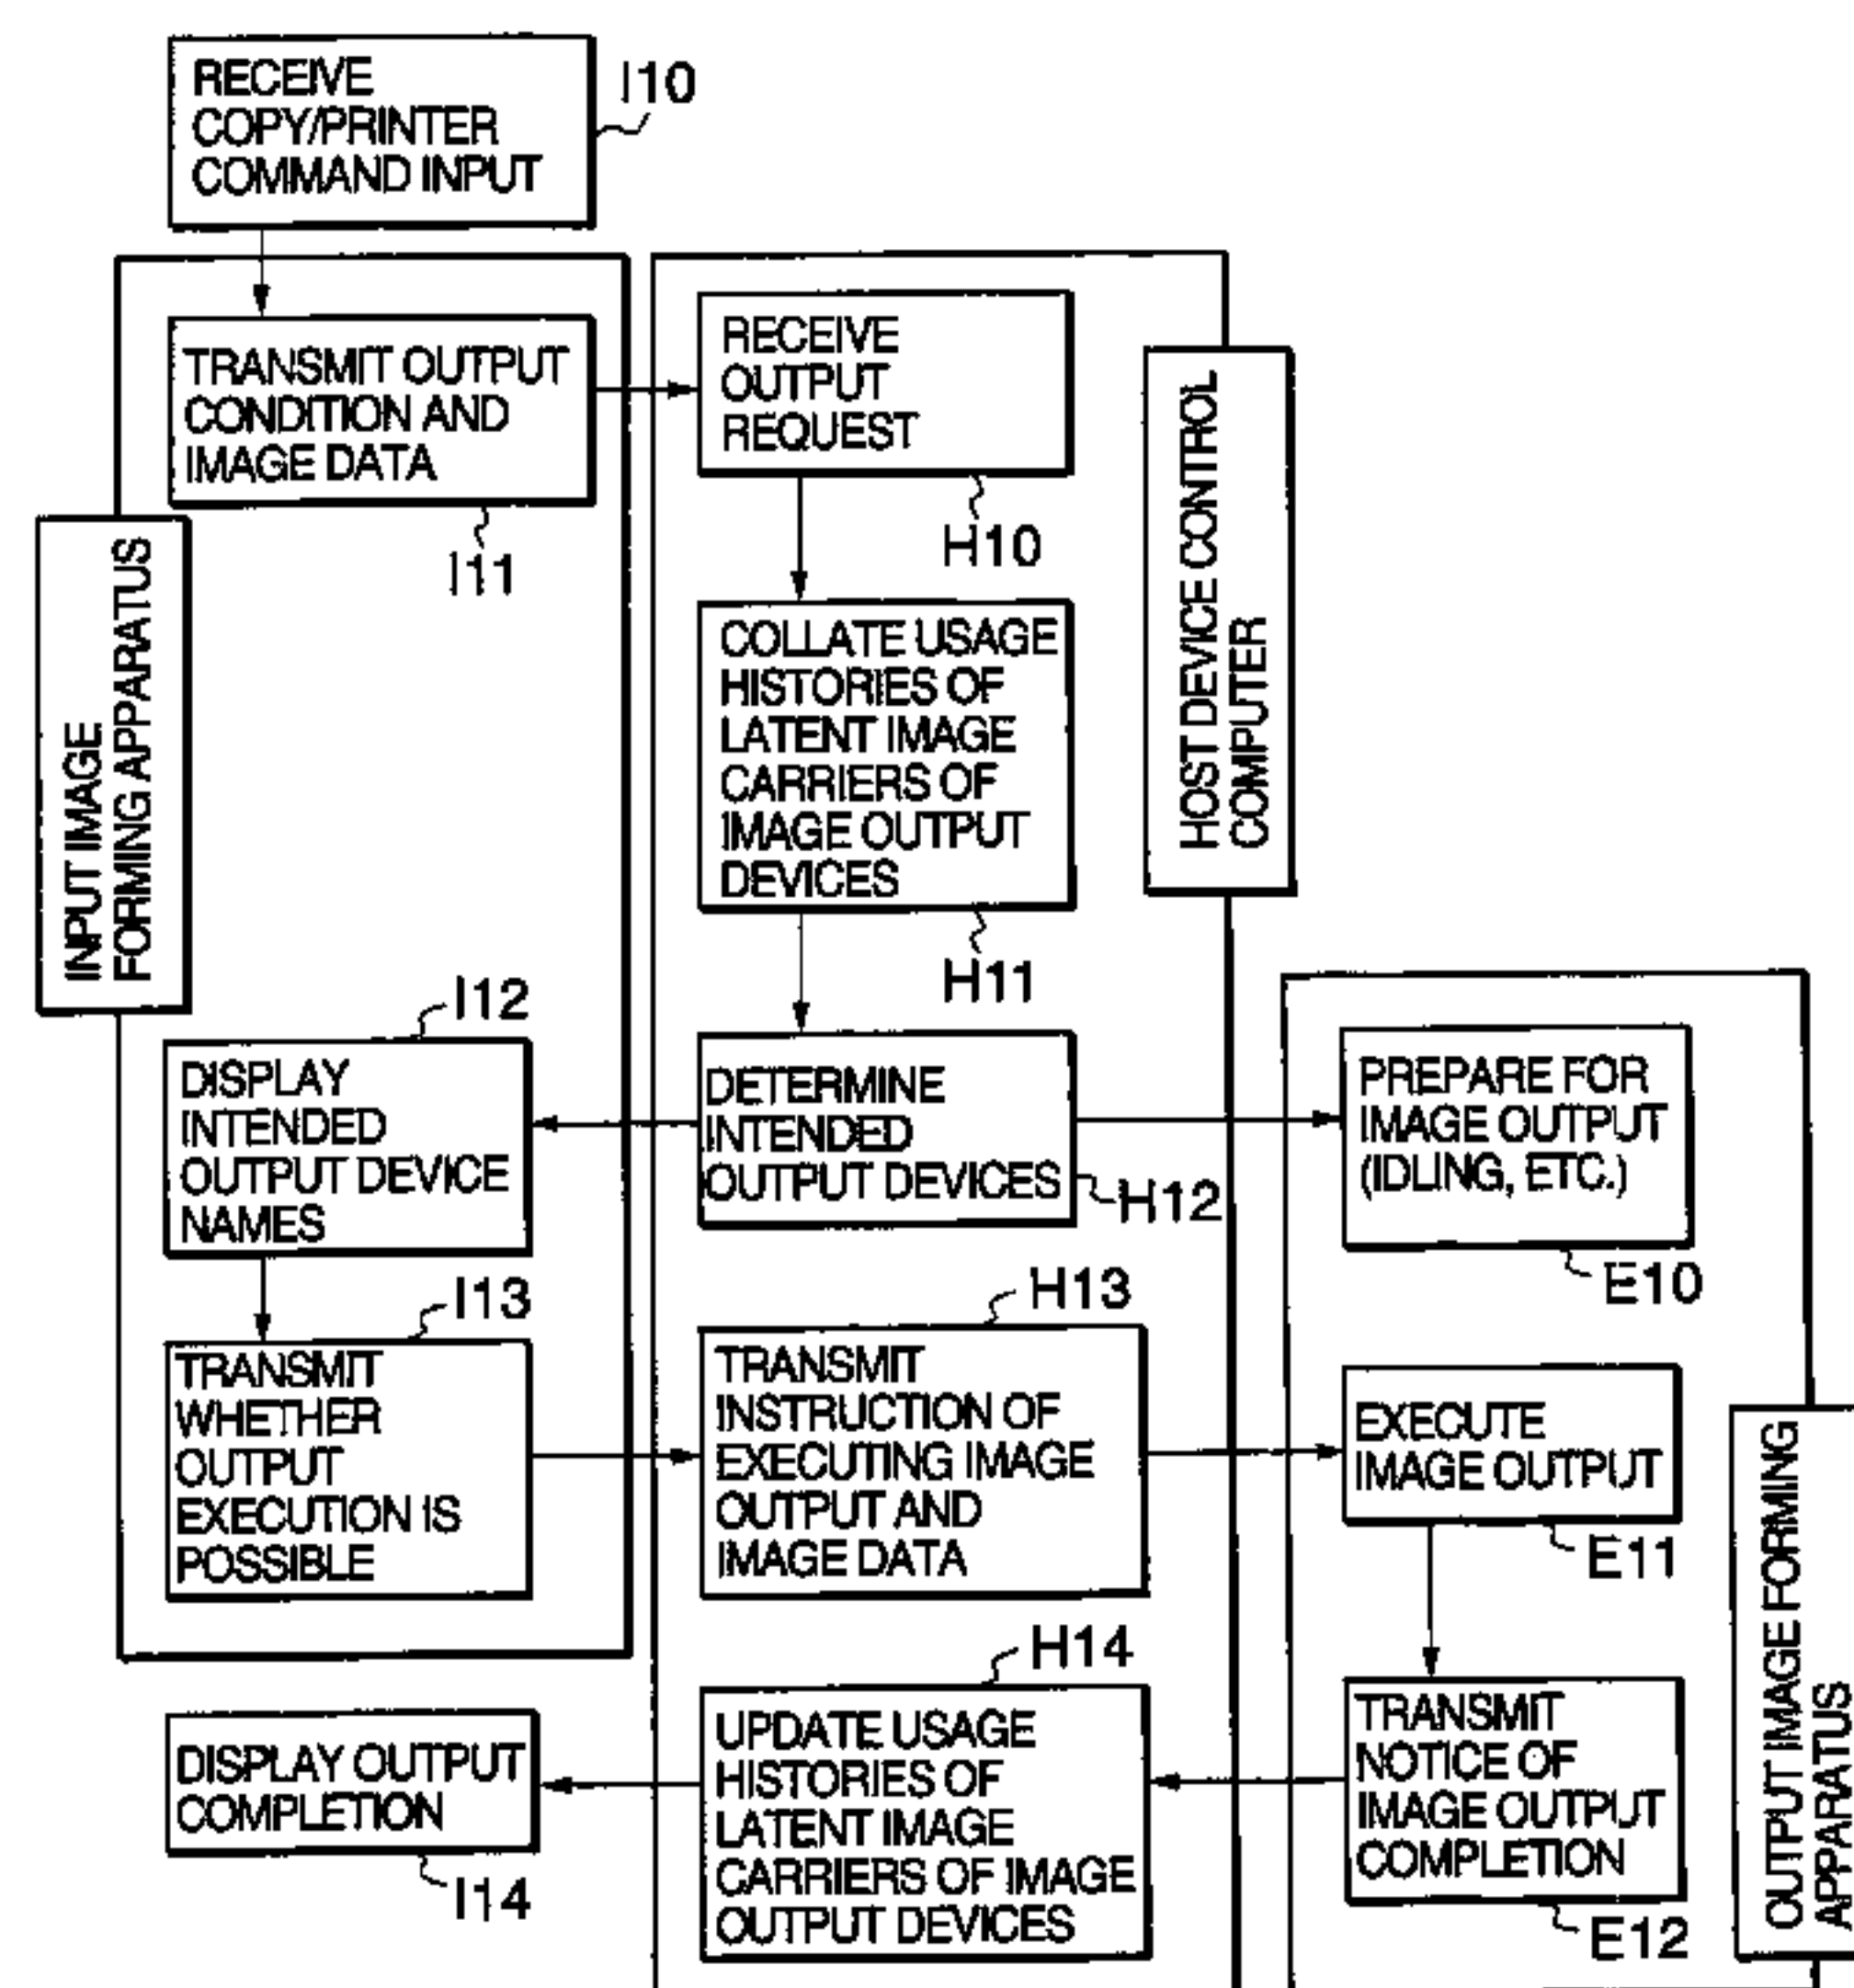 RECEIVE
COPY/PRINTER
COMMAND INPUT
I10
TRANSMIT OUTPUT
CONDITION AND
IMAGE DATA
I11
INPUT IMAGE
FORMING APPARATUS
RECEIVE
OUTPUT
REQUEST
H10
HOST DEVICE CONTROL
COMPUTER
COLLATE USAGE
HISTORIES OF
LATENT IMAGE
CARRIERS OF
IMAGE OUTPUT
DEVICES
H11
I12
DISPLAY
INTENDED
OUTPUT DEVICE
NAMES
DETERMINE
INTENDED
OUTPUT DEVICES
H12
PREPARE FOR
IMAGE OUTPUT
(IDLING, ETC.)
E10
I13
TRANSMIT
WHETHER
OUTPUT
EXECUTION IS
POSSIBLE
H13
TRANSMIT
INSTRUCTION OF
EXECUTING IMAGE
OUTPUT AND
IMAGE DATA
EXECUTE
IMAGE OUTPUT
E11
OUTPUT IMAGE FORMING
APPARATUS
DISPLAY OUTPUT
COMPLETION
I14
H14
UPDATE USAGE
HISTORIES OF
LATENT IMAGE
CARRIERS OF IMAGE
OUTPUT DEVICES
TRANSMIT
NOTICE OF
IMAGE OUTPUT
COMPLETION
E12